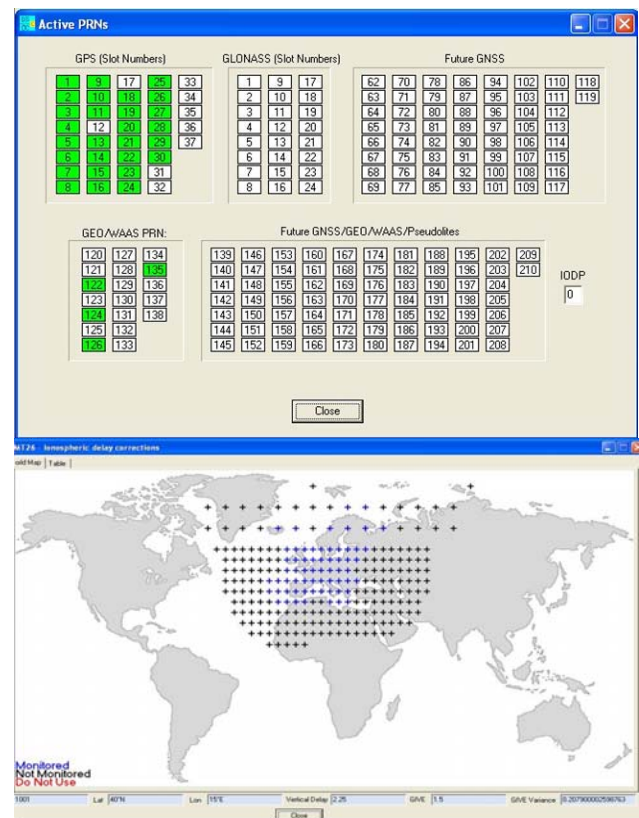 Active PRNs
GPS (Slot Numbers) GLONASS (Slot Numbers) Future GNSS
1 9 17 25 33 1 9 17 62 70 78 86 94 102 110 118
2 10 18 26 34 2 10 18 63 71 79 87 95 103 111 119
3 11 19 27 35 3 11 19 64 72 80 88 96 104 112
4 12 20 28 36 4 12 20 65 73 81 89 97 105 113
5 13 21 29 37 5 13 21 66 74 82 90 98 106 114
6 14 22 30 6 14 22 67 75 83 91 99 107 115
7 15 23 31 7 15 23 68 76 84 92 100 108 116
8 16 24 32 8 16 24 69 77 85 93 101 109 117
GEO/WAAS PRN: Future GNSS/GEO/WAAS/Pseudolites
120 127 134 139 146 153 160 167 174 181 188 195 202 209
121 128 135 140 147 154 161 168 175 182 189 196 203 210 IODP
122 129 136 141 148 155 162 169 176 183 190 197 204
123 130 137 142 149 156 163 170 177 184 191 198 205 0
124 131 138 143 150 157 164 171 178 185 192 199 206
125 132 144 151 158 165 172 179 186 193 200 207
126 133 145 152 159 166 173 180 187 194 201 208
Close
MT26 - Ionospheric delay corrections
orld Map Table
Monitored
Not Monitored
Do Not Use
1001 Lat 40°N Lon 15°E Vertical Delay 2.25 GIVE 1.5 GIVE Variance
Close